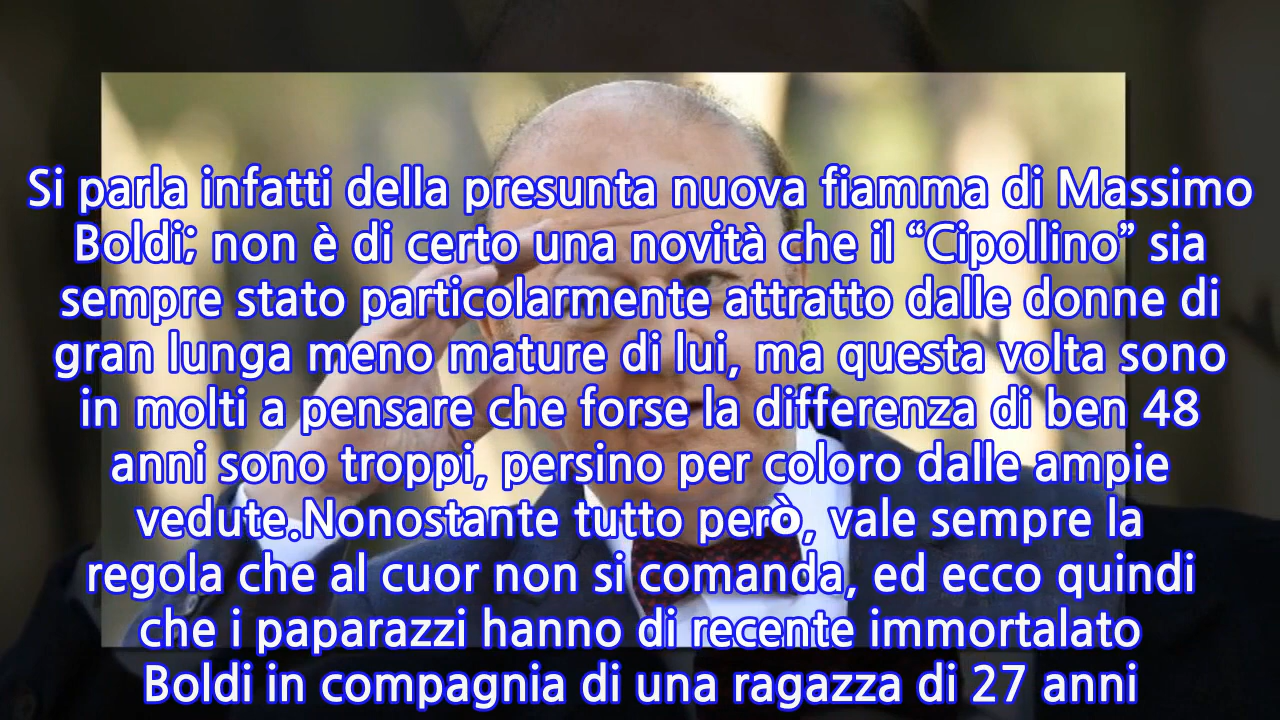 Si parla infatti della presunta nuova fiamma di Massimo
Boldi; non è di certo una novità che il “Cipollino” sia
sempre stato particolarmente attratto dalle donne di
gran lunga meno mature di lui, ma questa volta sono
in molti a pensare che forse la differenza di ben 48
anni sono troppi, persino per coloro dalle ampie
vedute.Nonostante tutto però, vale sempre la
regola che al cuor non si comanda, ed ecco quindi
che i paparazzi hanno di recente immortalato
Boldi in compagnia di una ragazza di 27 anni